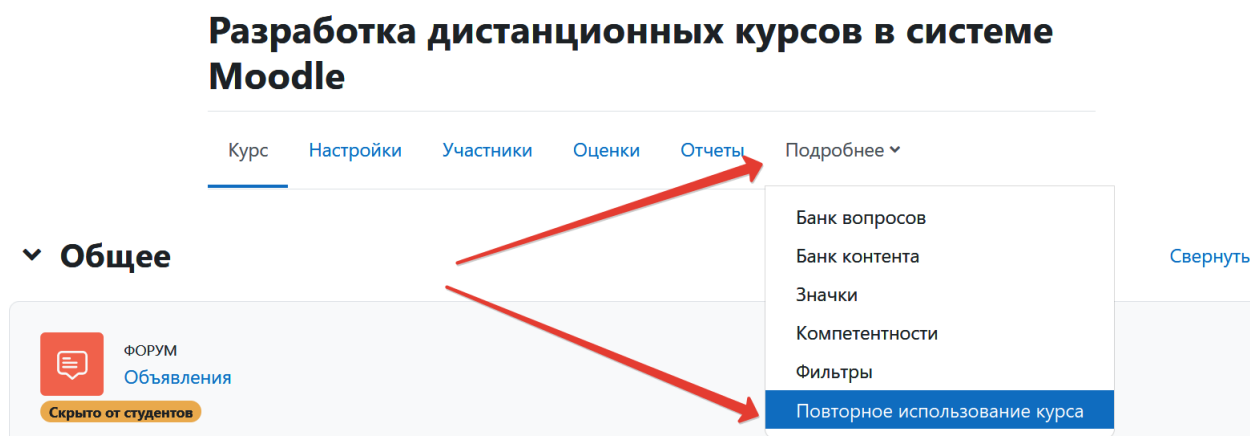 Разработка дистанционных курсов в системе
Moodle
Курс Настройки Участники Оценки Отчеты Подробнее
Банк вопросов
Общее Банк контента Свернуть
Значки
Компетентности
ФОРУМ
Объявления
Фильтры
Скрыто от студентов
Повторное использование курса